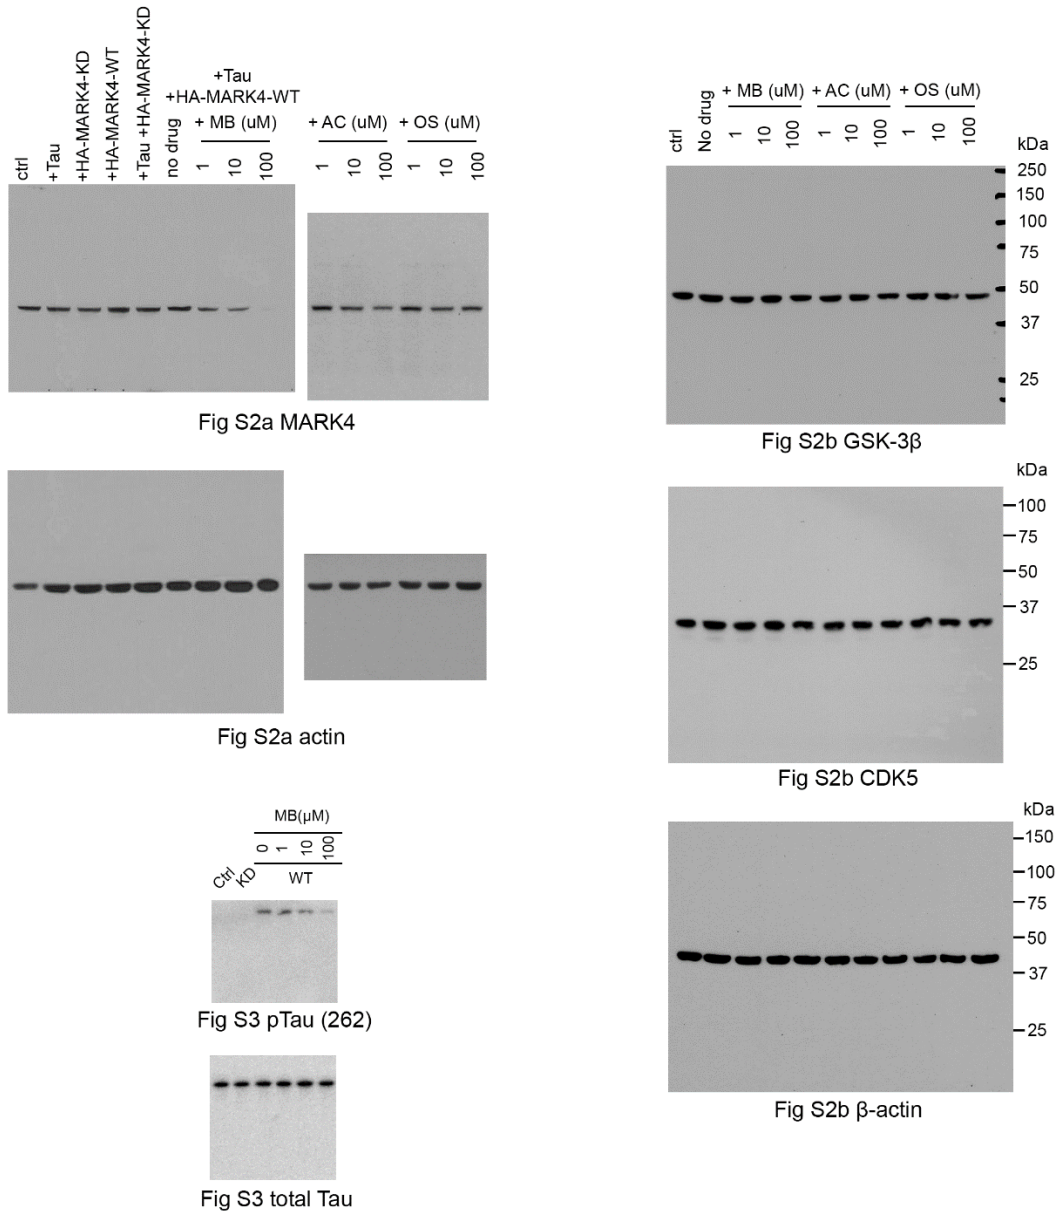 +Tau
+HA-MARK4-WT
+ MB (uM)
+ AC (uM)
+ OS (uM)
ctrl
+Tau
+HA-MARK4-KD
+HA-MARK4-WT
+Tau +HA-MARK4-KD
no drug
1
10
100
1
10
100
1
10
100
Fig S2a MARK4
Fig S2a actin
MB(µM)
0
1
10
100
Ctrl
KD
WT
Fig S3 pTau (262)
Fig S3 total Tau
+ MB (uM)
+ AC (uM)
+ OS (uM)
ctrl
No drug
1
10
100
1
10
100
1
10
100
kDa
250
150
100
75
50
37
25
Fig S2b GSK-3β
kDa
100
75
50
37
25
Fig S2b CDK5
kDa
150
100
75
50
37
25
Fig S2b β-actin